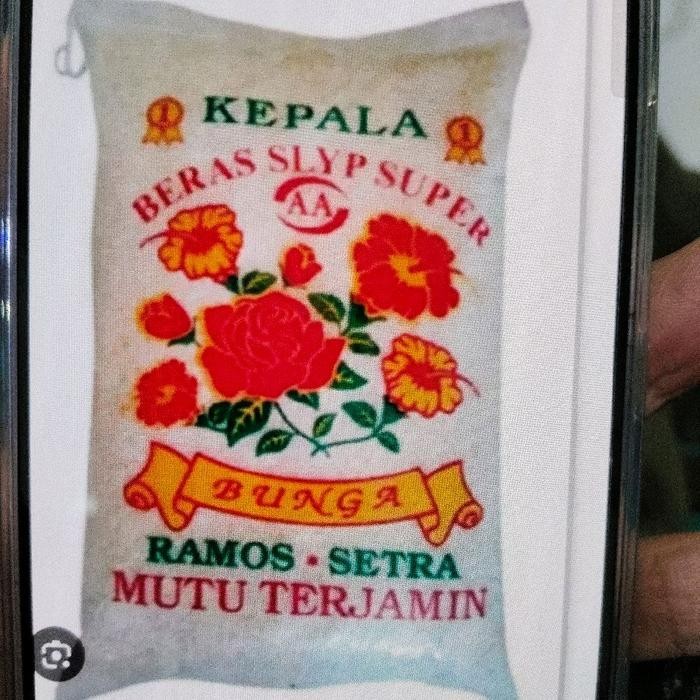 1 KEPALA 1
BERAS SLYP SUPER
AA
BUNGA
RAMOS • SETRA
MUTU TERJAMIN